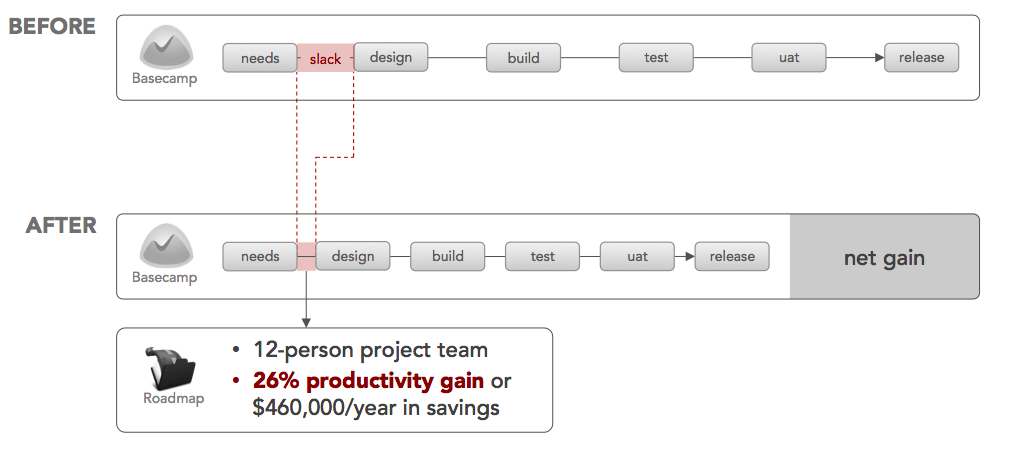 BEFORE
Basecamp
needs
slack
design
build
test
uat
release
AFTER
Basecamp
needs
design
build
test
uat
release
net gain
Roadmap
• 12-person project team
• 26% productivity gain or
$460,000/year in savings